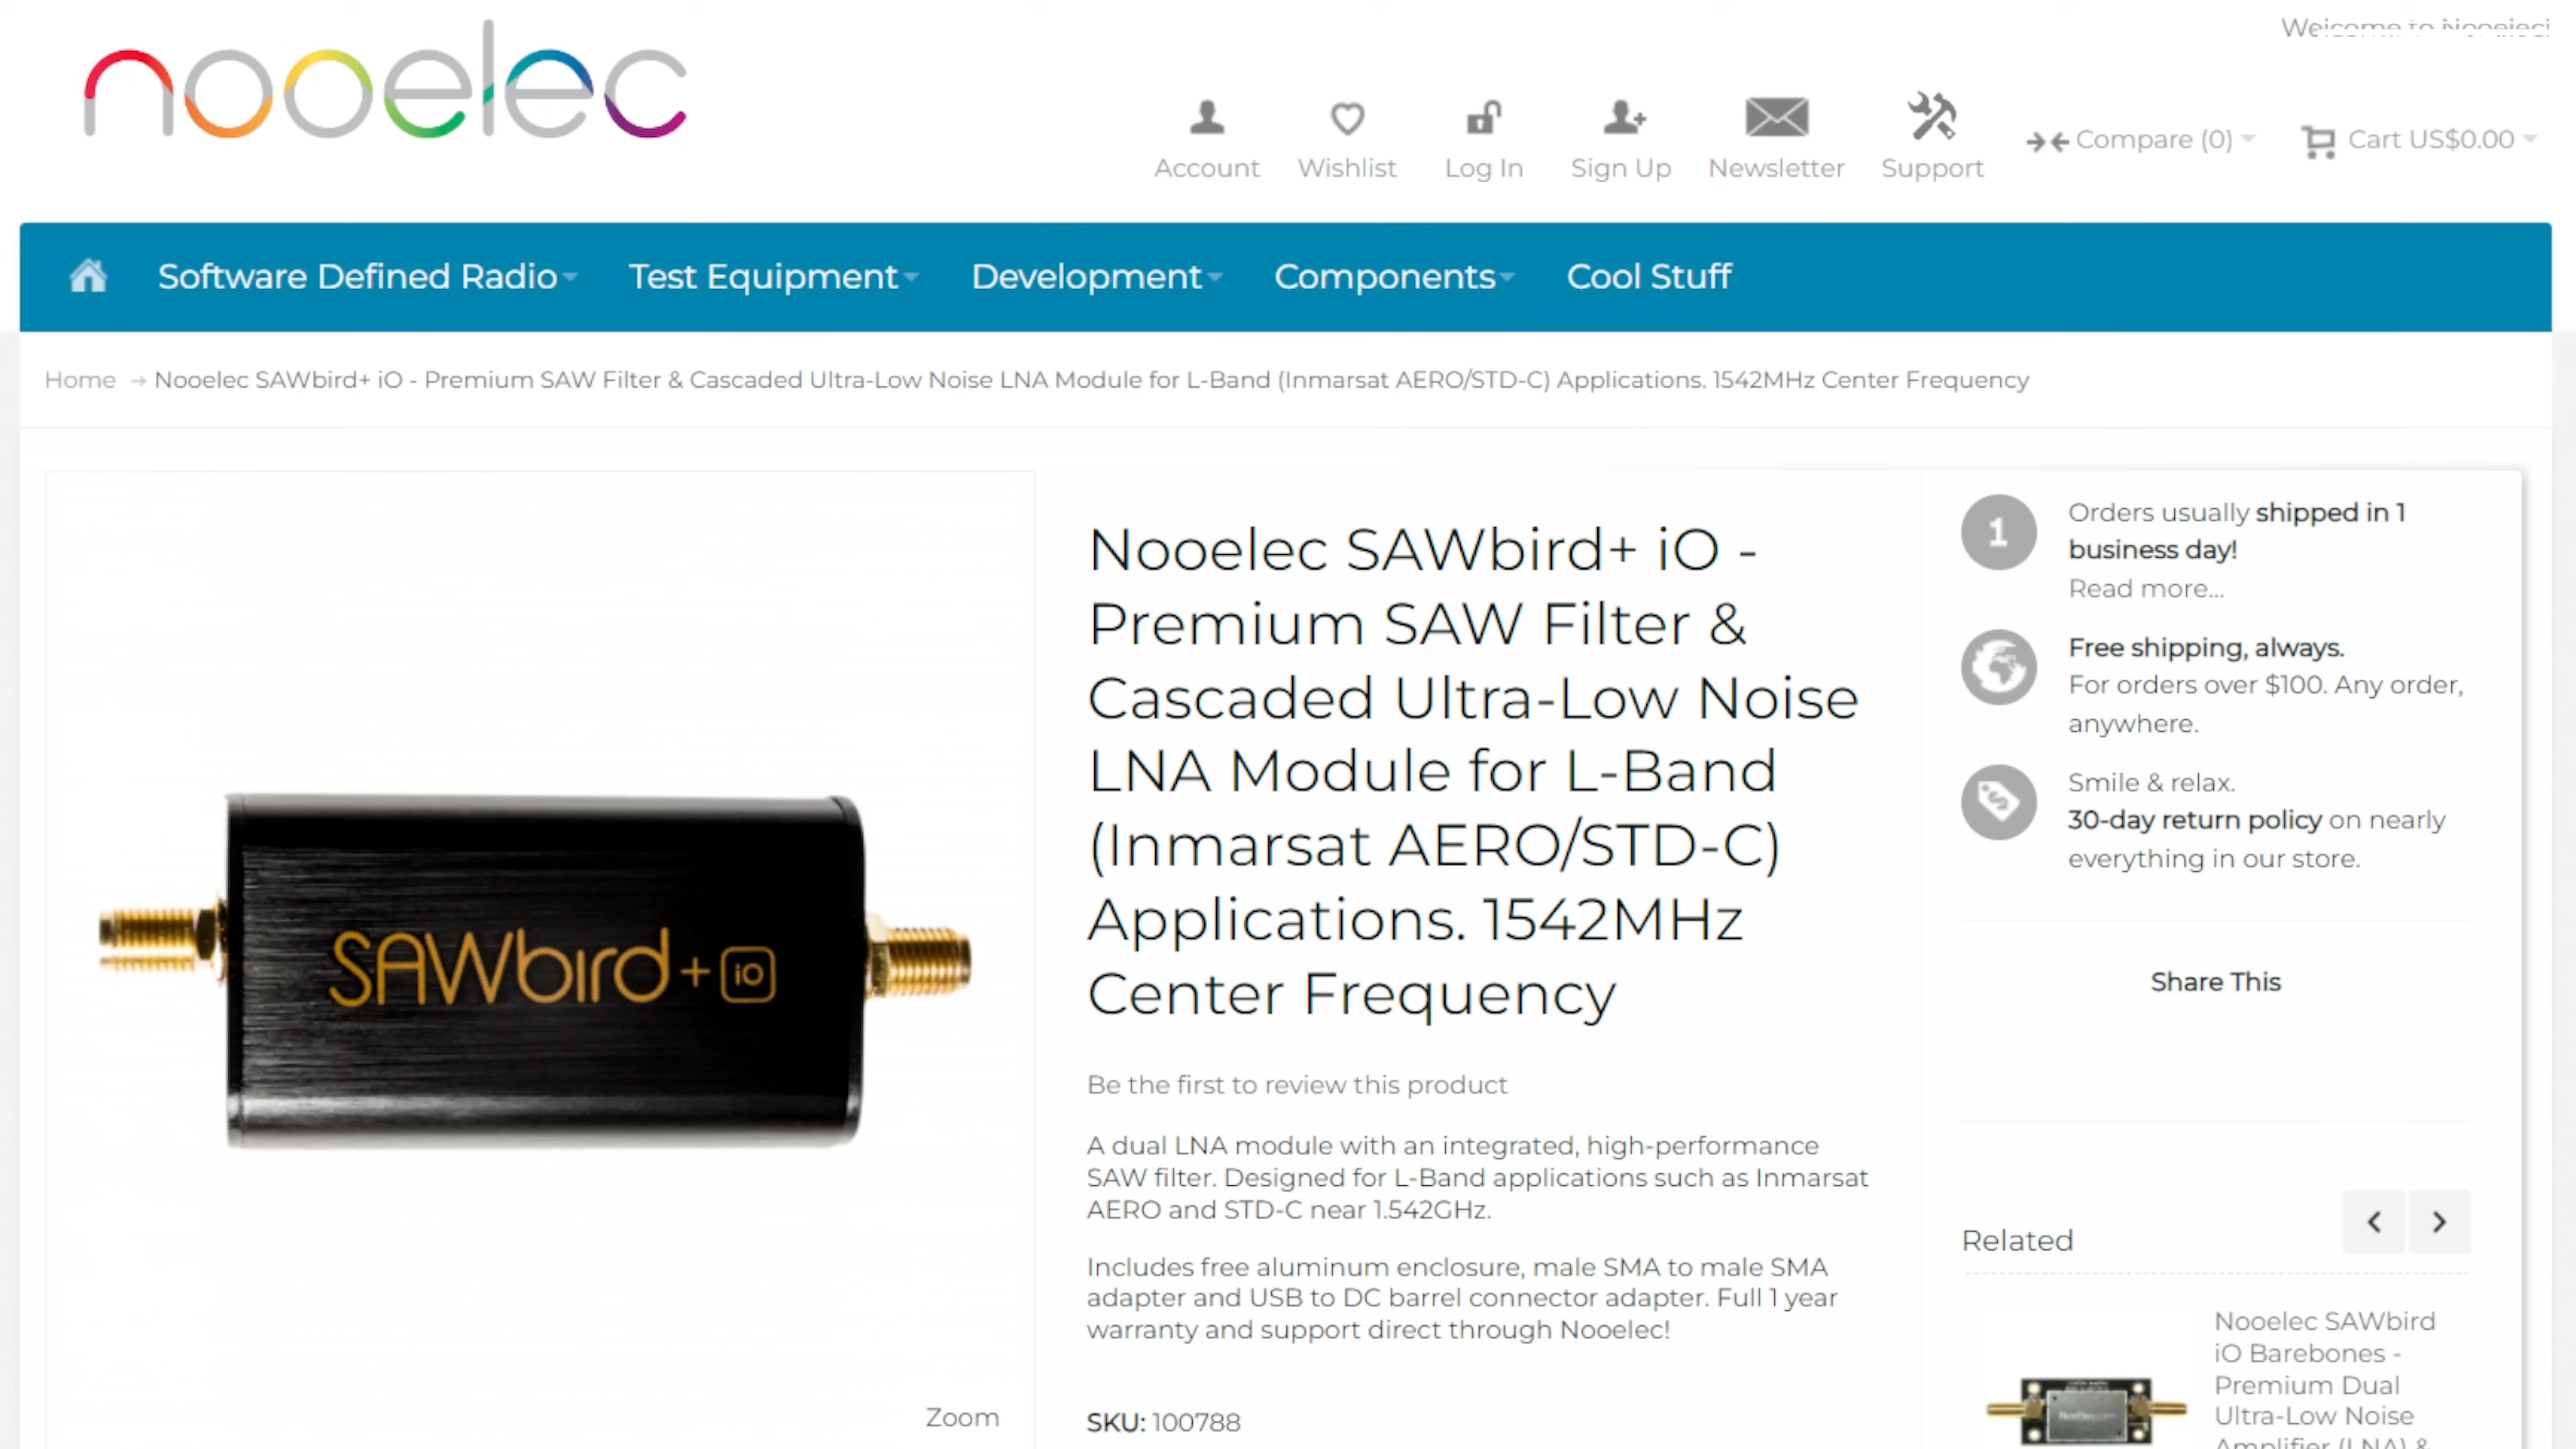 nooelec
Welcome to Nooelec!
Account
Wishlist
Log In
Sign Up
Newsletter
Support
Compare (0)
Cart US$0.00
Software Defined Radio
Test Equipment
Development
Components
Cool Stuff
Home → Nooelec SAWbird+ iO - Premium SAW Filter & Cascaded Ultra-Low Noise LNA Module for L-Band (Inmarsat AERO/STD-C) Applications. 1542MHz Center Frequency
SAWbird+ iO
Zoom
Nooelec SAWbird+ iO -
Premium SAW Filter &
Cascaded Ultra-Low Noise
LNA Module for L-Band
(Inmarsat AERO/STD-C)
Applications. 1542MHz
Center Frequency
Be the first to review this product
A dual LNA module with an integrated, high-performance
SAW filter. Designed for L-Band applications such as Inmarsat
AERO and STD-C near 1.542GHz.
Includes free aluminum enclosure, male SMA to male SMA
adapter and USB to DC barrel connector adapter. Full 1 year
warranty and support direct through Nooelec!
SKU: 100788
1
Orders usually shipped in 1
business day!
Read more...
Free shipping, always.
For orders over $100. Any order,
anywhere.
Smile & relax.
30-day return policy on nearly
everything in our store.
Share This
Related
Nooelec SAWbird
iO Barebones -
Premium Dual
Ultra-Low Noise
Amplifier (LNA) &